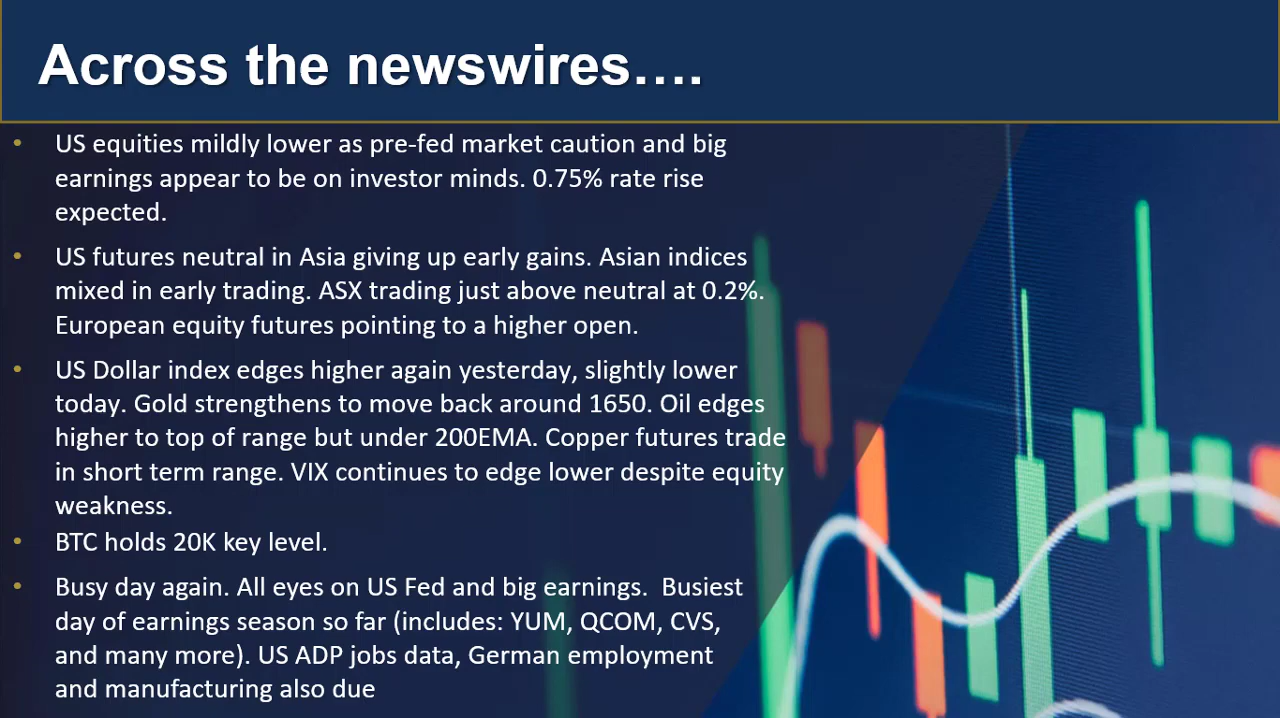 Across the newswires….
• US equities mildly lower as pre-fed market caution and big
earnings appear to be on investor minds. 0.75% rate rise
expected.
• US futures neutral in Asia giving up early gains. Asian indices
mixed in early trading. ASX trading just above neutral at 0.2%.
European equity futures pointing to a higher open.
• US Dollar index edges higher again yesterday, slightly lower
today. Gold strengthens to move back around 1650. Oil edges
higher to top of range but under 200EMA. Copper futures trade
in short term range. VIX continues to edge lower despite equity
weakness.
• BTC holds 20K key level.
• Busy day again. All eyes on US Fed and big earnings.  Busiest
day of earnings season so far (includes: YUM, QCOM, CVS,
and many more). US ADP jobs data, German employment
and manufacturing also due